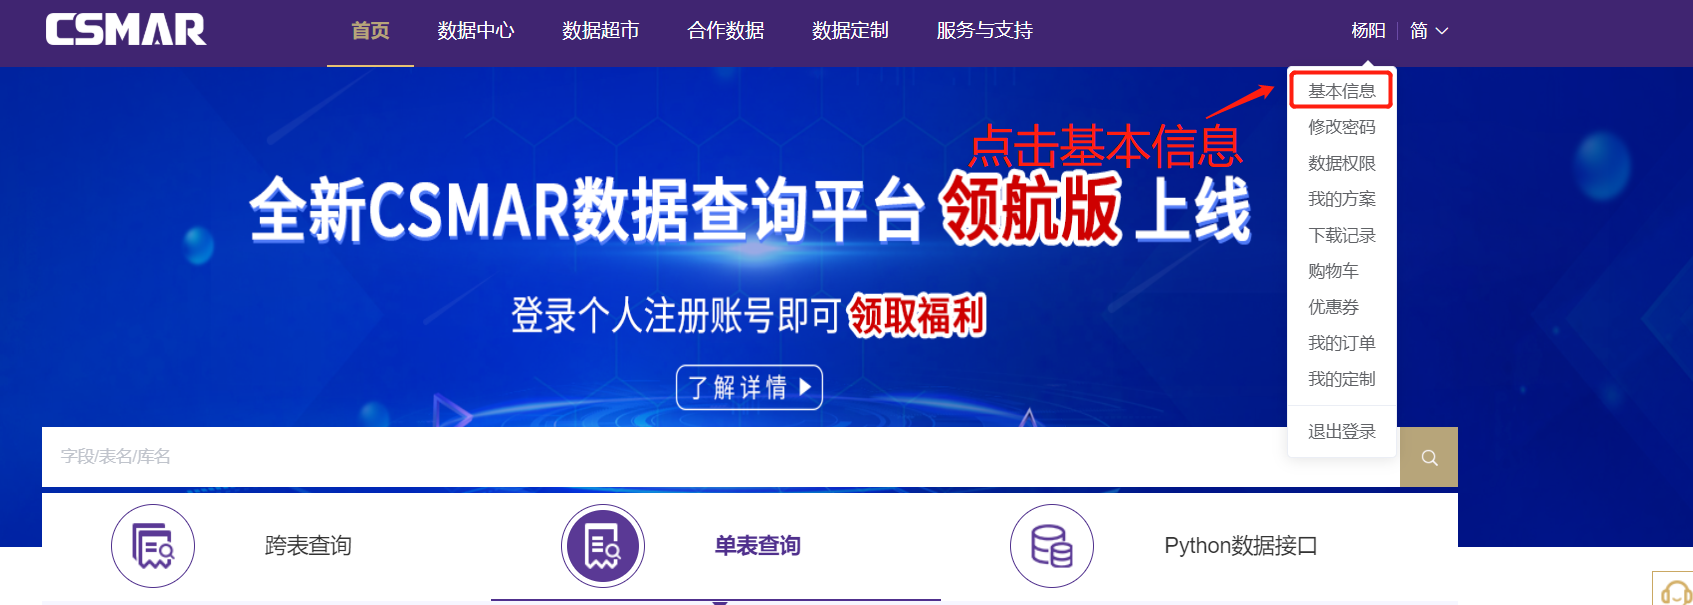 CSMAR
首页 数据中心 数据超市 合作数据 数据定制 服务与支持 杨阳 简
基本信息
修改密码
数据权限
我的方案
下载记录
购物车
优惠券
我的订单
我的定制
退出登录
点击基本信息
全新CSMAR数据查询平台 领航版 上线
登录个人注册账号即可 领取福利
了解详情
字段/表名/库名
跨表查询 单表查询 Python数据接口